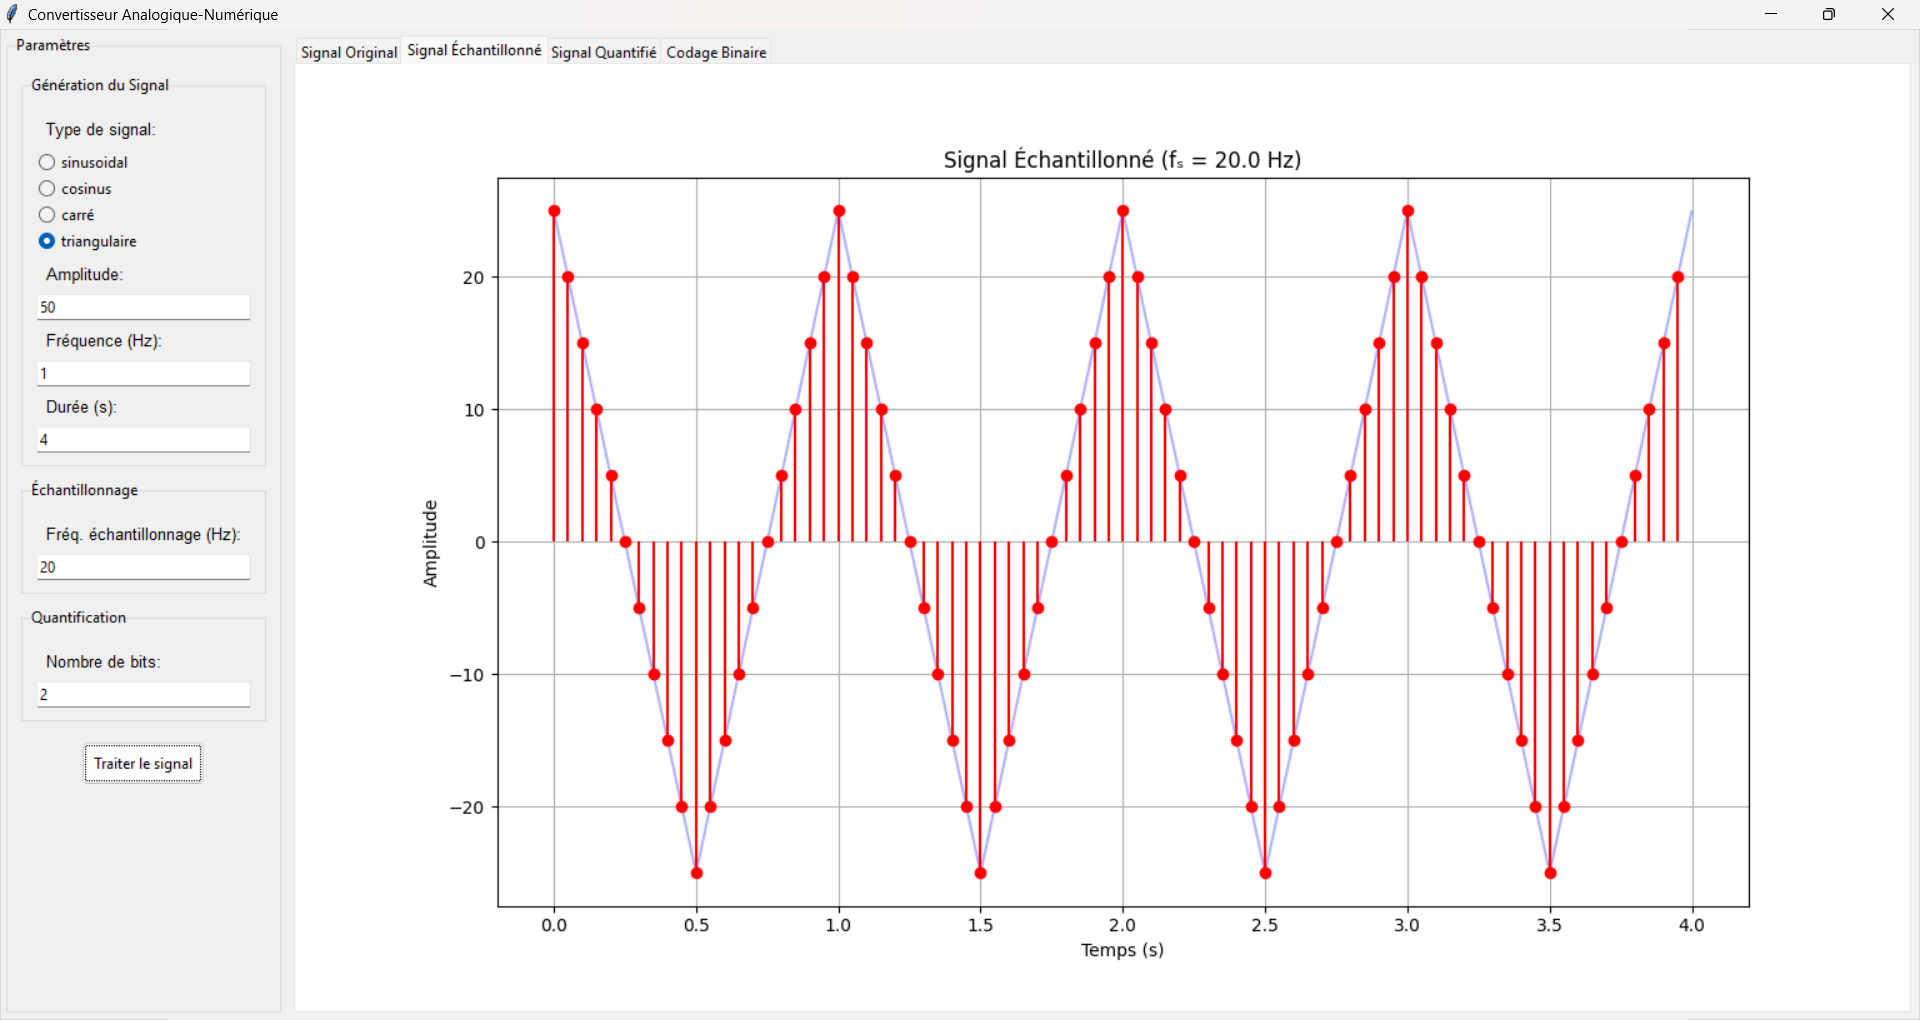 Convertisseur Analogique-Numérique
Paramètres
Génération du Signal
Type de signal:
sinusoidal
cosinus
carré
triangulaire
Amplitude:
50
Fréquence (Hz):
1
Durée (s):
4
Échantillonnage
Fréq. échantillonnage (Hz):
20
Quantification
Nombre de bits:
2
Traiter le signal
Signal Original
Signal Échantillonné
Signal Quantifié
Codage Binaire
Signal Échantillonné (fₛ = 20.0 Hz)
Amplitude
20
10
0
−10
−20
0.0 0.5 1.0 1.5 2.0 2.5 3.0 3.5 4.0
Temps (s)